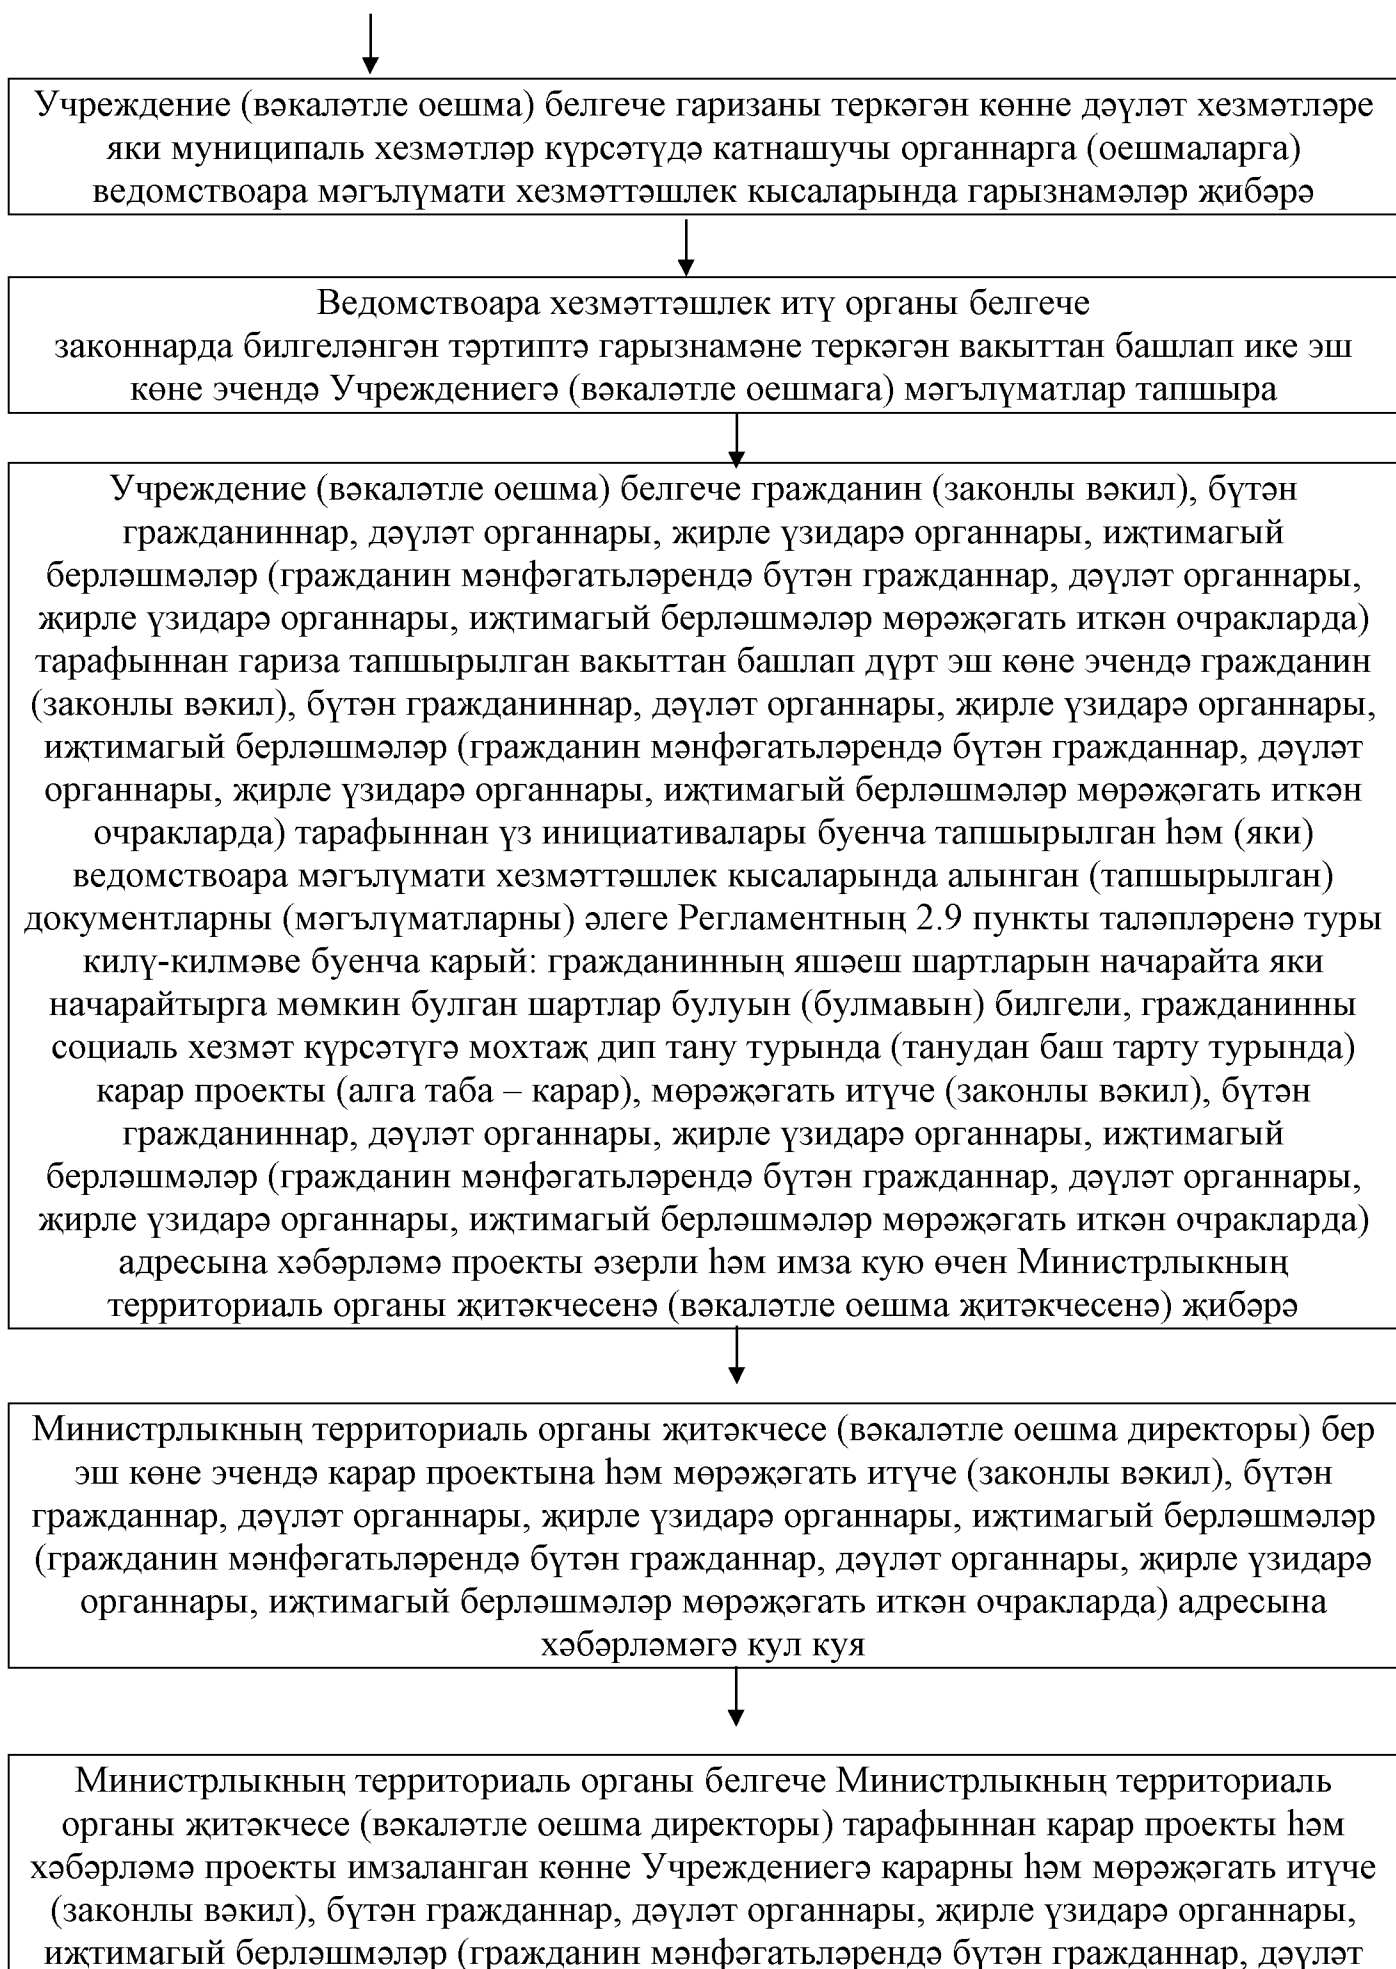 Учреждение (вәкаләтле оешма) белгече гаризаны теркәгән көнне дәүләт хезмәтләре
яки муниципаль хезмәтләр күрсәтүдә катнашучы органнарга (оешмаларга)
ведомствоара мәгълүмати хезмәттәшлек кысаларында гарызнамәләр җибәрә
Ведомствоара хезмәттәшлек итү органы белгече
законнарда билгеләнгән тәртиптә гарызнамәне теркәгән вакыттан башлап ике эш
көне эчендә Учреждениегә (вәкаләтле оешмага) мәгълүматлар тапшыра
Учреждение (вәкаләтле оешма) белгече гражданин (законлы вәкил), бүтән
гражданиннар, дәүләт органнары, җирле үзидарә органнары, иҗтимагый
берләшмәләр (гражданин мәнфәгатьләрендә бүтән гражданнар, дәүләт органнары,
җирле үзидарә органнары, иҗтимагый берләшмәләр мөрәҗәгать иткән очракларда)
тарафыннан гариза тапшырылган вакыттан башлап дүрт эш көне эчендә гражданин
(законлы вәкил), бүтән гражданиннар, дәүләт органнары, җирле үзидарә органнары,
иҗтимагый берләшмәләр (гражданин мәнфәгатьләрендә бүтән гражданнар, дәүләт
органнары, җирле үзидарә органнары, иҗтимагый берләшмәләр мөрәҗәгать иткән
очракларда) тарафыннан үз инициативалары буенча тапшырылган һәм (яки)
ведомствоара мәгълүмати хезмәттәшлек кысаларында алынган (тапшырылган)
документларны (мәгълүматларны) әлеге Регламентның 2.9 пункты таләпләренә туры
килү-килмәве буенча карый: гражданинның яшәеш шартларын начарайта яки
начарайтырга мөмкин булган шартлар булуын (булмавын) билгели, гражданинны
социаль хезмәт күрсәтүгә мохтаҗ дип тану турында (танудан баш тарту турында)
карар проекты (алга таба – карар), мөрәҗәгать итүче (законлы вәкил), бүтән
гражданиннар, дәүләт органнары, җирле үзидарә органнары, иҗтимагый
берләшмәләр (гражданин мәнфәгатьләрендә бүтән гражданнар, дәүләт органнары,
җирле үзидарә органнары, иҗтимагый берләшмәләр мөрәҗәгать иткән очракларда)
адресына хәбәрләмә проекты әзерли һәм имза кую өчен Министрлыкның
территориаль органы җитәкчесенә (вәкаләтле оешма җитәкчесенә) җибәрә
Министрлыкның территориаль органы җитәкчесе (вәкаләтле оешма директоры) бер
эш көне эчендә карар проектына һәм мөрәҗәгать итүче (законлы вәкил), бүтән
гражданнар, дәүләт органнары, җирле үзидарә органнары, иҗтимагый берләшмәләр
(гражданин мәнфәгатьләрендә бүтән гражданнар, дәүләт органнары, җирле үзидарә
органнары, иҗтимагый берләшмәләр мөрәҗәгать иткән очракларда) адресына
хәбәрләмәгә кул куя
Министрлыкның территориаль органы белгече Министрлыкның территориаль
органы җитәкчесе (вәкаләтле оешма директоры) тарафыннан карар проекты һәм
хәбәрләмә проекты имзаланган көнне Учреждениегә карарны һәм мөрәҗәгать итүче
(законлы вәкил), бүтән гражданнар, дәүләт органнары, җирле үзидарә органнары,
иҗтимагый берләшмәләр (гражданин мәнфәгатьләрендә бүтән гражданнар, дәүләт